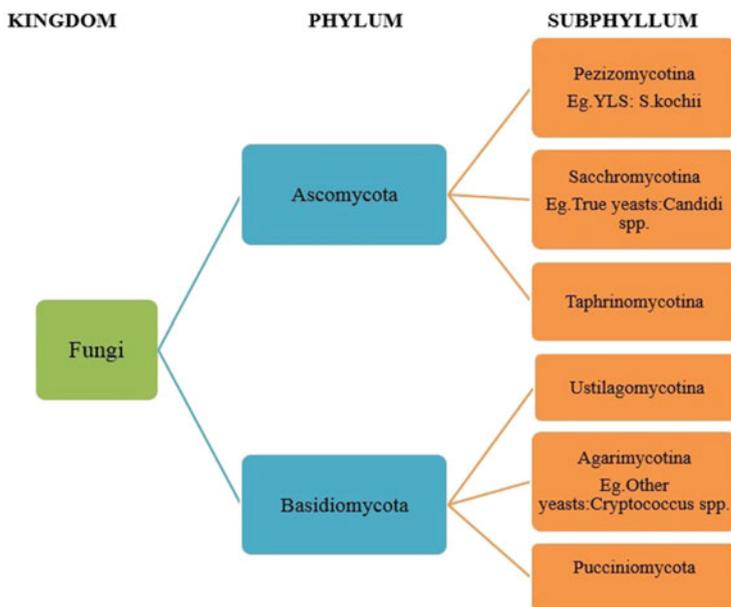 KINGDOM PHYLUM SUBPHYLLUM
Pezizomycotina
Eg.YLS: S.kochii
Ascomycota
Sacchromycotina
Eg.True yeasts:Candidi
spp.
Taphrinomycotina
Fungi
Ustilagomycotina
Basidiomycota
Agarimycotina
Eg.Other
yeasts:Cryptococcus spp.
Pucciniomycota